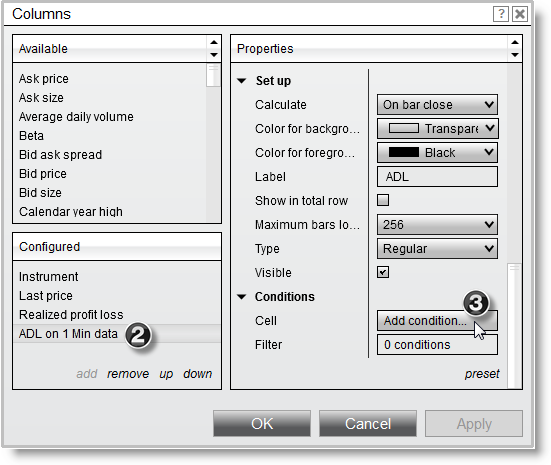 Columns
Available
Ask price
Ask size
Average daily volume
Beta
Bid ask spread
Bid price
Bid size
Calendar year high
Configured
Instrument
Last price
Realized profit loss
ADL on 1 Min data 2
add remove up down
Properties
Set up
Calculate On bar close
Color for backgro... Transpare
Color for foregro... Black
Label ADL
Show in total row
Maximum bars lo... 256
Type Regular
Visible
Conditions
3
Cell Add condition...
Filter 0 conditions
preset
OK Cancel Apply